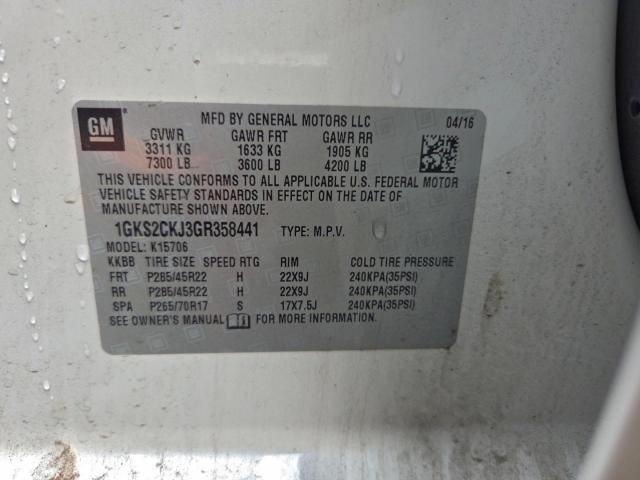 GM
MFD BY GENERAL MOTORS LLC 04/16
GVWR GAWR FRT GAWR RR
3311 KG 1633 KG 1905 KG
7300 LB 3600 LB 4200 LB
THIS VEHICLE CONFORMS TO ALL APPLICABLE U.S. FEDERAL MOTOR
VEHICLE SAFETY STANDARDS IN EFFECT ON THE DATE OF
MANUFACTURE SHOWN ABOVE.
1GKS2CKJ3GR358441 TYPE: M.P.V.
MODEL: K15706
KKBB TIRE SIZE SPEED RTG RIM COLD TIRE PRESSURE
FRT P285/45R22 H 22X9J 240KPA(35PSI)
RR P285/45R22 H 22X9J 240KPA(35PSI)
SPA P265/70R17 S 17X7.5J 240KPA(35PSI)
SEE OWNER'S MANUAL FOR MORE INFORMATION.